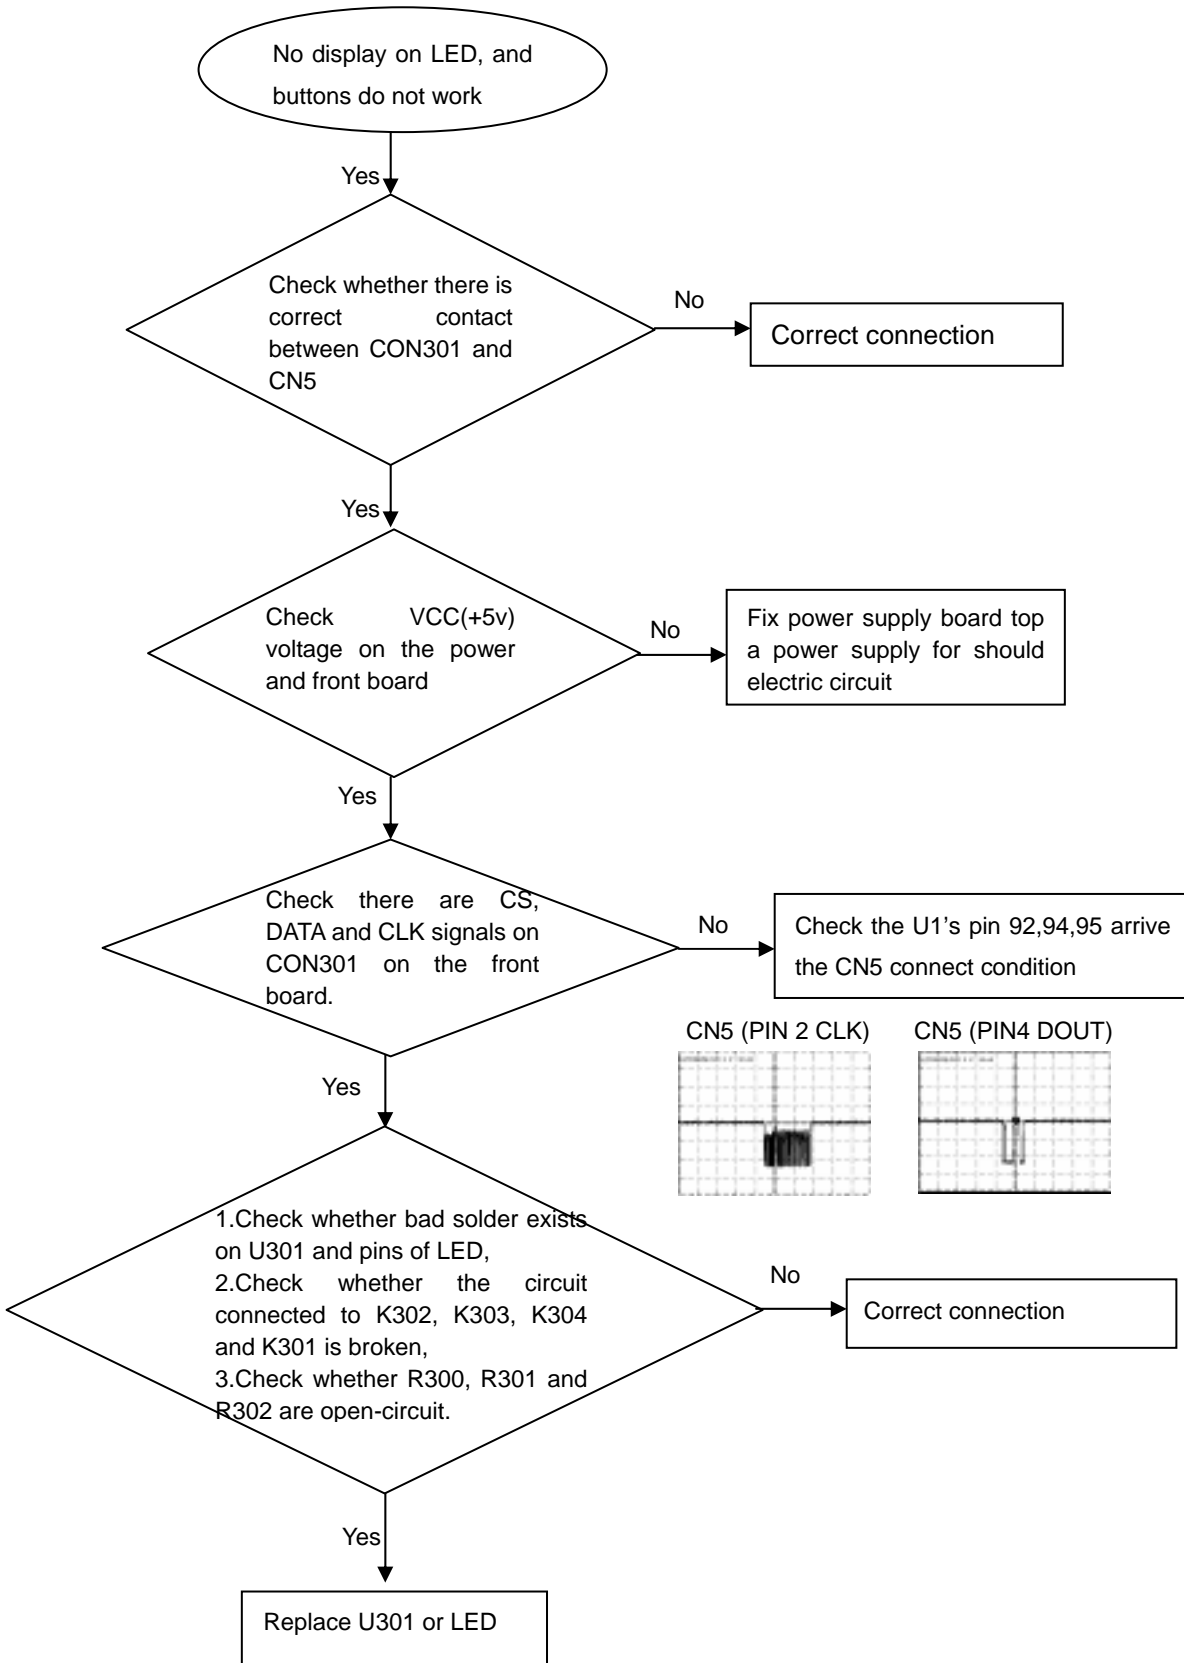 No display on LED, and
buttons do not work
Yes
Check whether there is
correct contact
between CON301 and
CN5
No
Correct connection
Yes
Check VCC(+5v)
voltage on the power
and front board
No
Fix power supply board top
a power supply for should
electric circuit
Yes
Check there are CS,
DATA and CLK signals on
CON301 on the front
board.
No
Check the U1's pin 92,94,95 arrive
the CN5 connect condition
CN5 (PIN 2 CLK)
CN5 (PIN4 DOUT)
Yes
1.Check whether bad solder exists
on U301 and pins of LED,
2.Check whether the circuit
connected to K302, K303, K304
and K301 is broken,
3.Check whether R300, R301 and
R302 are open-circuit.
No
Correct connection
Yes
Replace U301 or LED